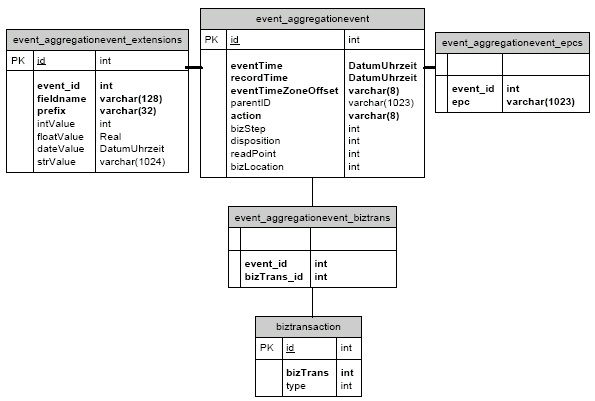 event_aggregationevent_extensions
PK id int
event_id int
fieldname varchar(128)
prefix varchar(32)
intValue int
floatValue Real
dateValue DatumUhrzeit
strValue varchar(1024)
event_aggregationevent
PK id int
eventTime DatumUhrzeit
recordTime DatumUhrzeit
eventTimeZoneOffset varchar(8)
parentID varchar(1023)
action varchar(8)
bizStep int
disposition int
readPoint int
bizLocation int
event_aggregationevent_epcs
event_id int
epc varchar(1023)
event_aggregationevent_biztrans
event_id int
bizTrans_id int
biztransaction
PK id int
bizTrans int
type int